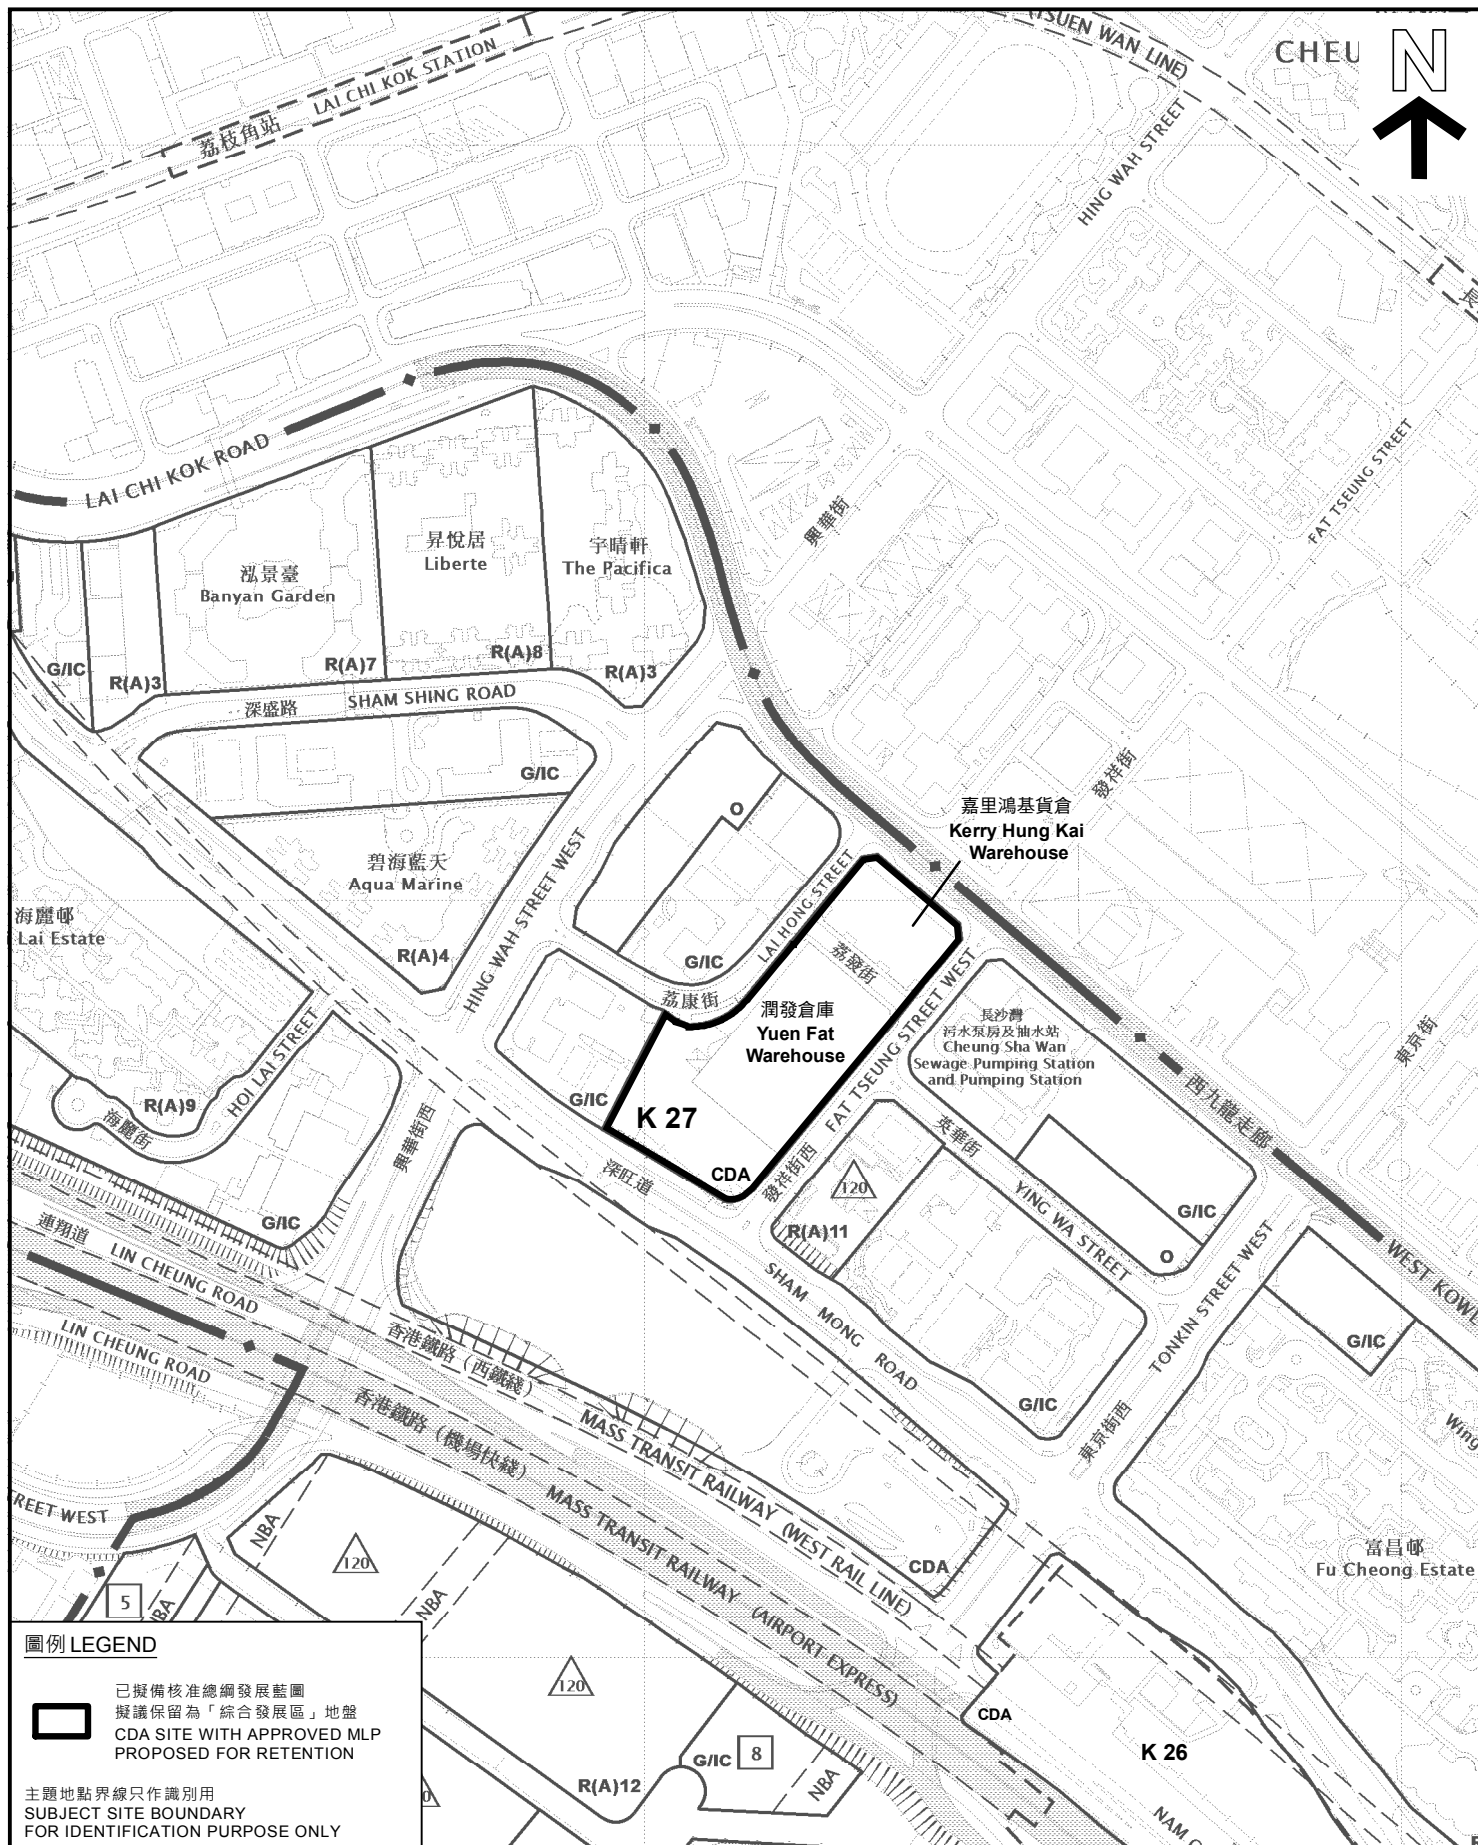 (TSUEN WAN LINE)
CHEU
N
荔枝角站
LAI CHI KOK STATION
HING WAH STREET
長
LAI CHI KOK ROAD
FAT TSEUNG STREET
興華街
昇悅居
Liberte
宇晴軒
The Pacifica
泓景臺
Banyan Garden
G/IC
R(A)3
R(A)7
R(A)8
R(A)3
深盛路
SHAM SHING ROAD
G/IC
發祥街
O
嘉里鴻基貨倉
Kerry Hung Kai
Warehouse
碧海藍天
Aqua Marine
R(A)4
HING WAH STREET WEST
海麗邨
Lai Estate
LAI HONG STREET
荔發街
G/IC
荔康街
潤發倉庫
Yuen Fat
Warehouse
FAT TSEUNG STREET WEST
長沙灣
污水泵房及抽水站
Cheung Sha Wan
Sewage Pumping Station
and Pumping Station
東京街
HOI LAI STREET
R(A)9
海麗街
G/IC
K 27
CDA
西九龍走廊
興華街西
深旺道
發祥街西
120
R(A)11
英華街
YING WA STREET
G/IC
O
G/IC
連翔道
LIN CHEUNG ROAD
LIN CHEUNG ROAD
SHAM MONG ROAD
TONKIN STREET WEST
WEST KOWL
G/IC
香港鐵路（西鐵綫）
MASS TRANSIT RAILWAY (WEST RAIL LINE)
香港鐵路（機場快綫）
MASS TRANSIT RAILWAY (AIRPORT EXPRESS)
G/IC
東京街西
Wing
REET WEST
NBA
120
NBA
CDA
富昌邨
Fu Cheong Estate
5
BA
120
CDA
K 26
G/IC
8
R(A)12
NBA
NAM C
0
圖例 LEGEND
已擬備核准總綱發展藍圖
擬議保留為「綜合發展區」地盤
CDA SITE WITH APPROVED MLP
PROPOSED FOR RETENTION
主題地點界線只作識別用
SUBJECT SITE BOUNDARY
FOR IDENTIFICATION PURPOSE ONLY